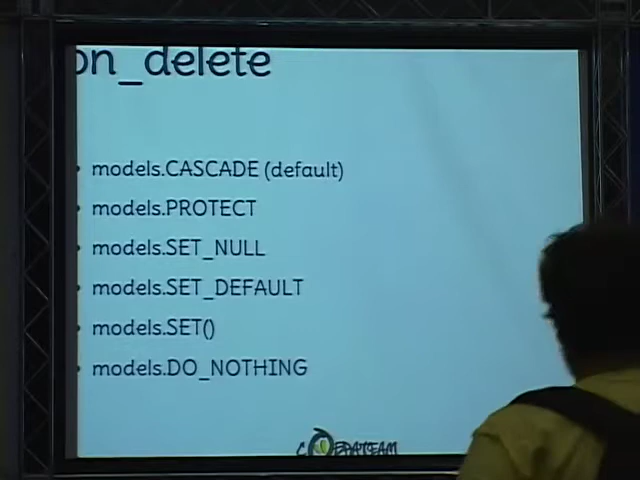 on_delete
models.CASCADE (default)
models.PROTECT
models.SET_NULL
models.SET_DEFAULT
models.SET()
models.DO_NOTHING